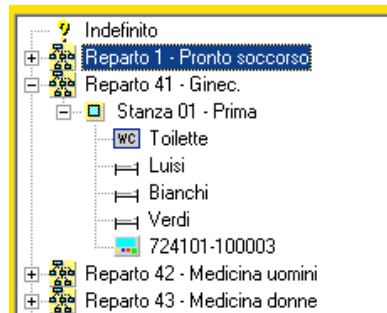 Indefinito
Reparto 1 - Pronto soccorso
Reparto 41 - Ginec.
Stanza 01 - Prima
WC Toilette
Luisi
Bianchi
Verdi
724101-100003
Reparto 42 - Medicina uomini
Reparto 43 - Medicina donne